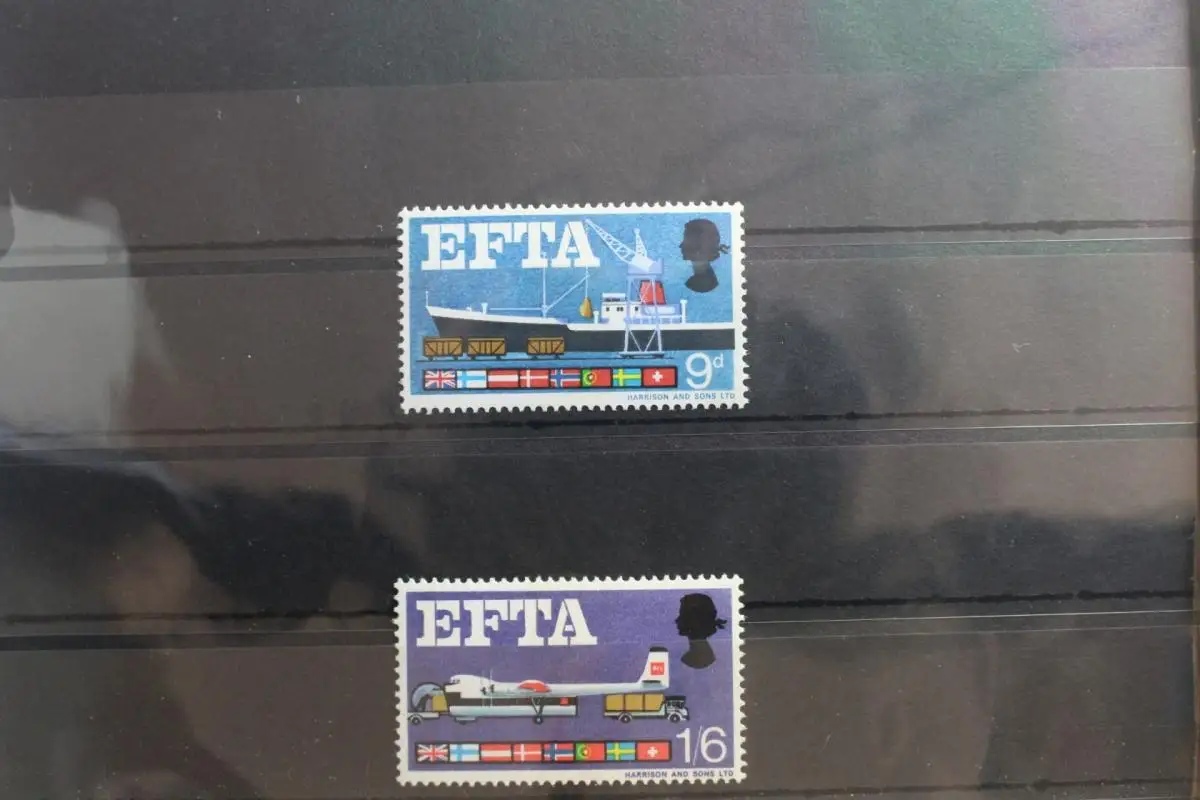 EFTA
9d
HARRISON AND SONS LTD
EFTA
1/6
HARRISON AND SONS LTD